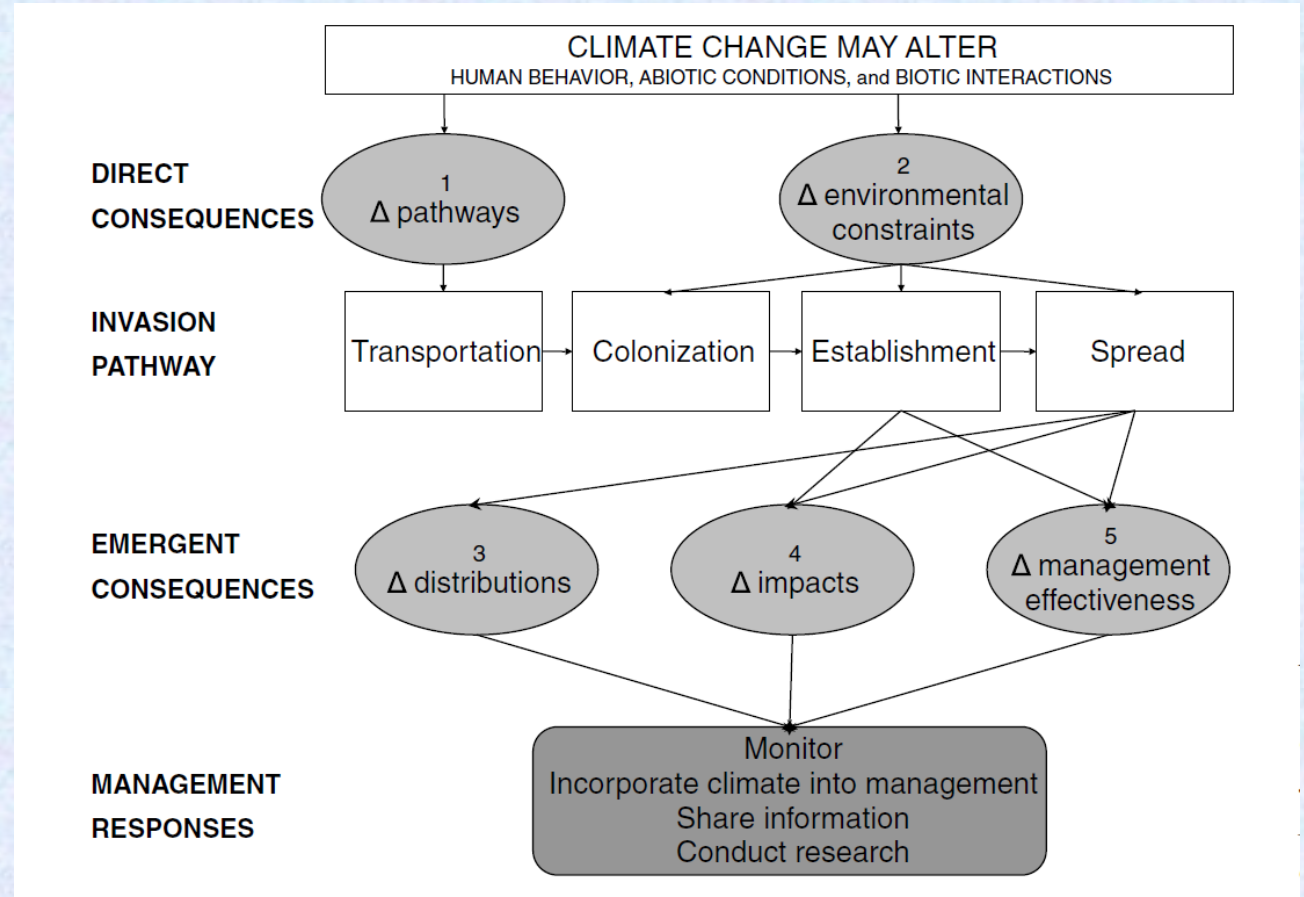 CLIMATE CHANGE MAY ALTER
HUMAN BEHAVIOR, ABIOTIC CONDITIONS, and BIOTIC INTERACTIONS
DIRECT
CONSEQUENCES
1
Δ pathways
2
Δ environmental
constraints
INVASION
PATHWAY
Transportation
Colonization
Establishment
Spread
EMERGENT
CONSEQUENCES
3
Δ distributions
4
Δ impacts
5
Δ management
effectiveness
MANAGEMENT
RESPONSES
Monitor
Incorporate climate into management
Share information
Conduct research